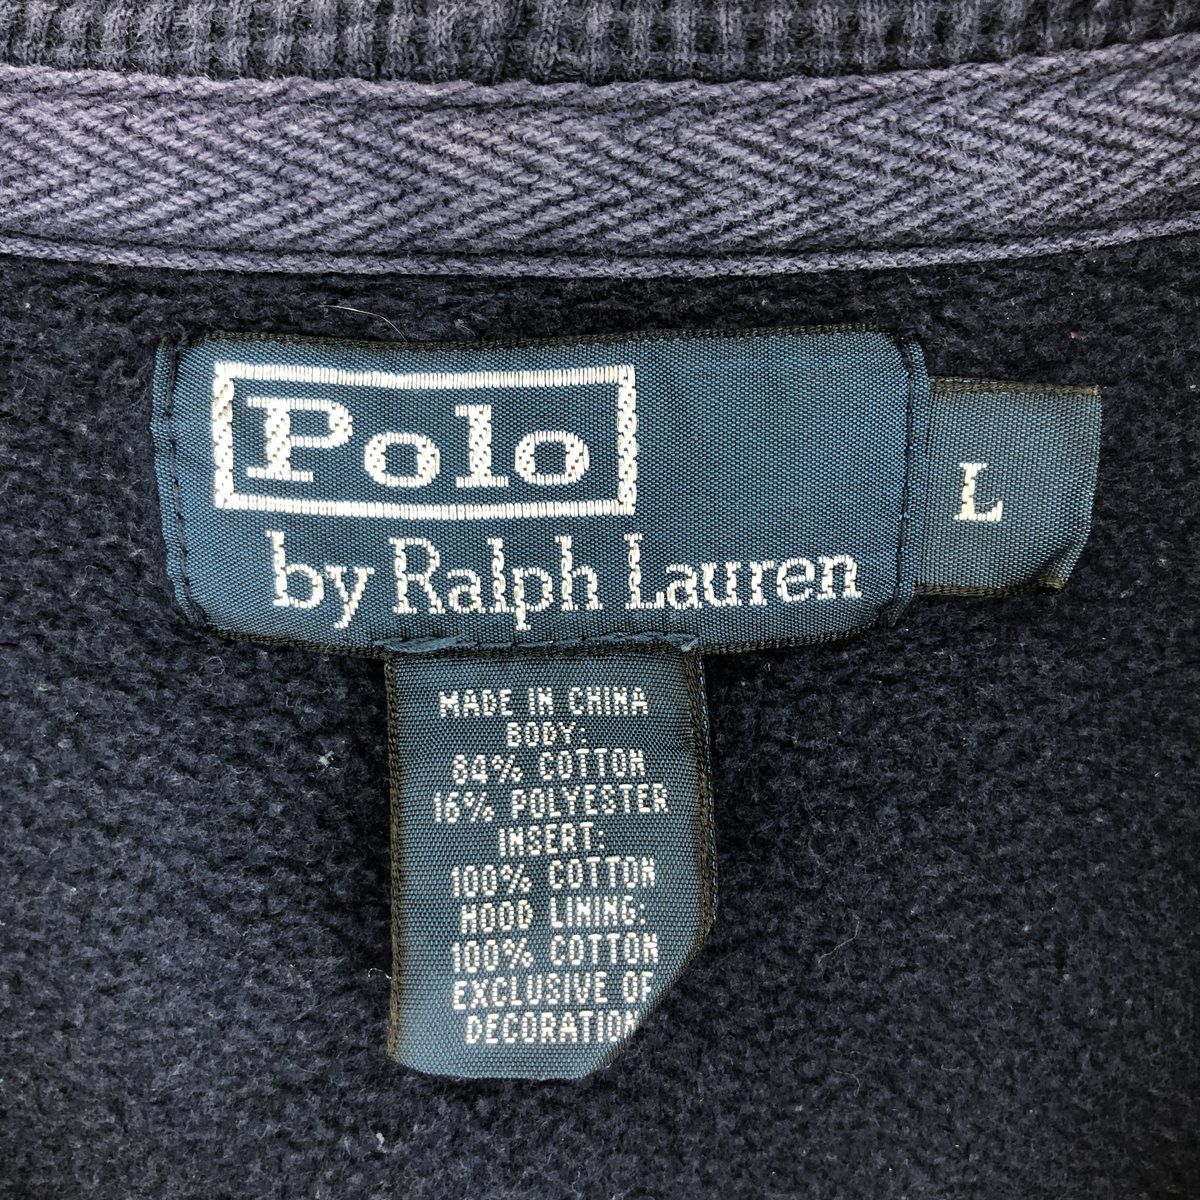 Polo
by Ralph Lauren
L
MADE IN CHINA
BODY:
84% COTTON
16% POLYESTER
INSERT:
100% COTTON
HOOD LINING:
100% COTTON
EXCLUSIVE OF
DECORATION